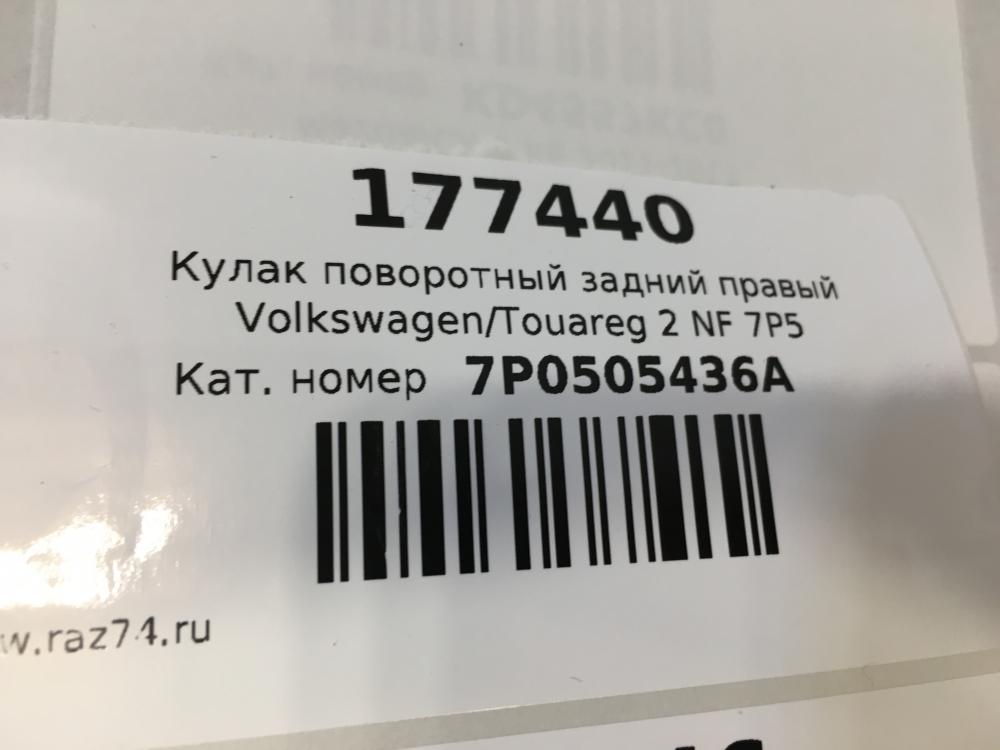 177440
Кулак поворотный задний правый
Volkswagen/Touareg 2 NF 7P5
Кат. номер 7P0505436A
w.raz74.ru